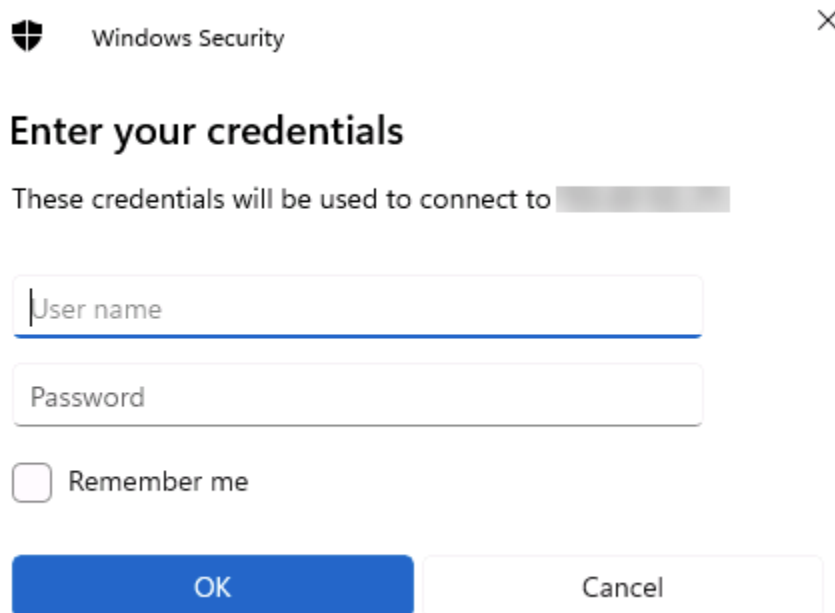 Windows Security
Enter your credentials
These credentials will be used to connect to
User name
Password
Remember me
OK
Cancel